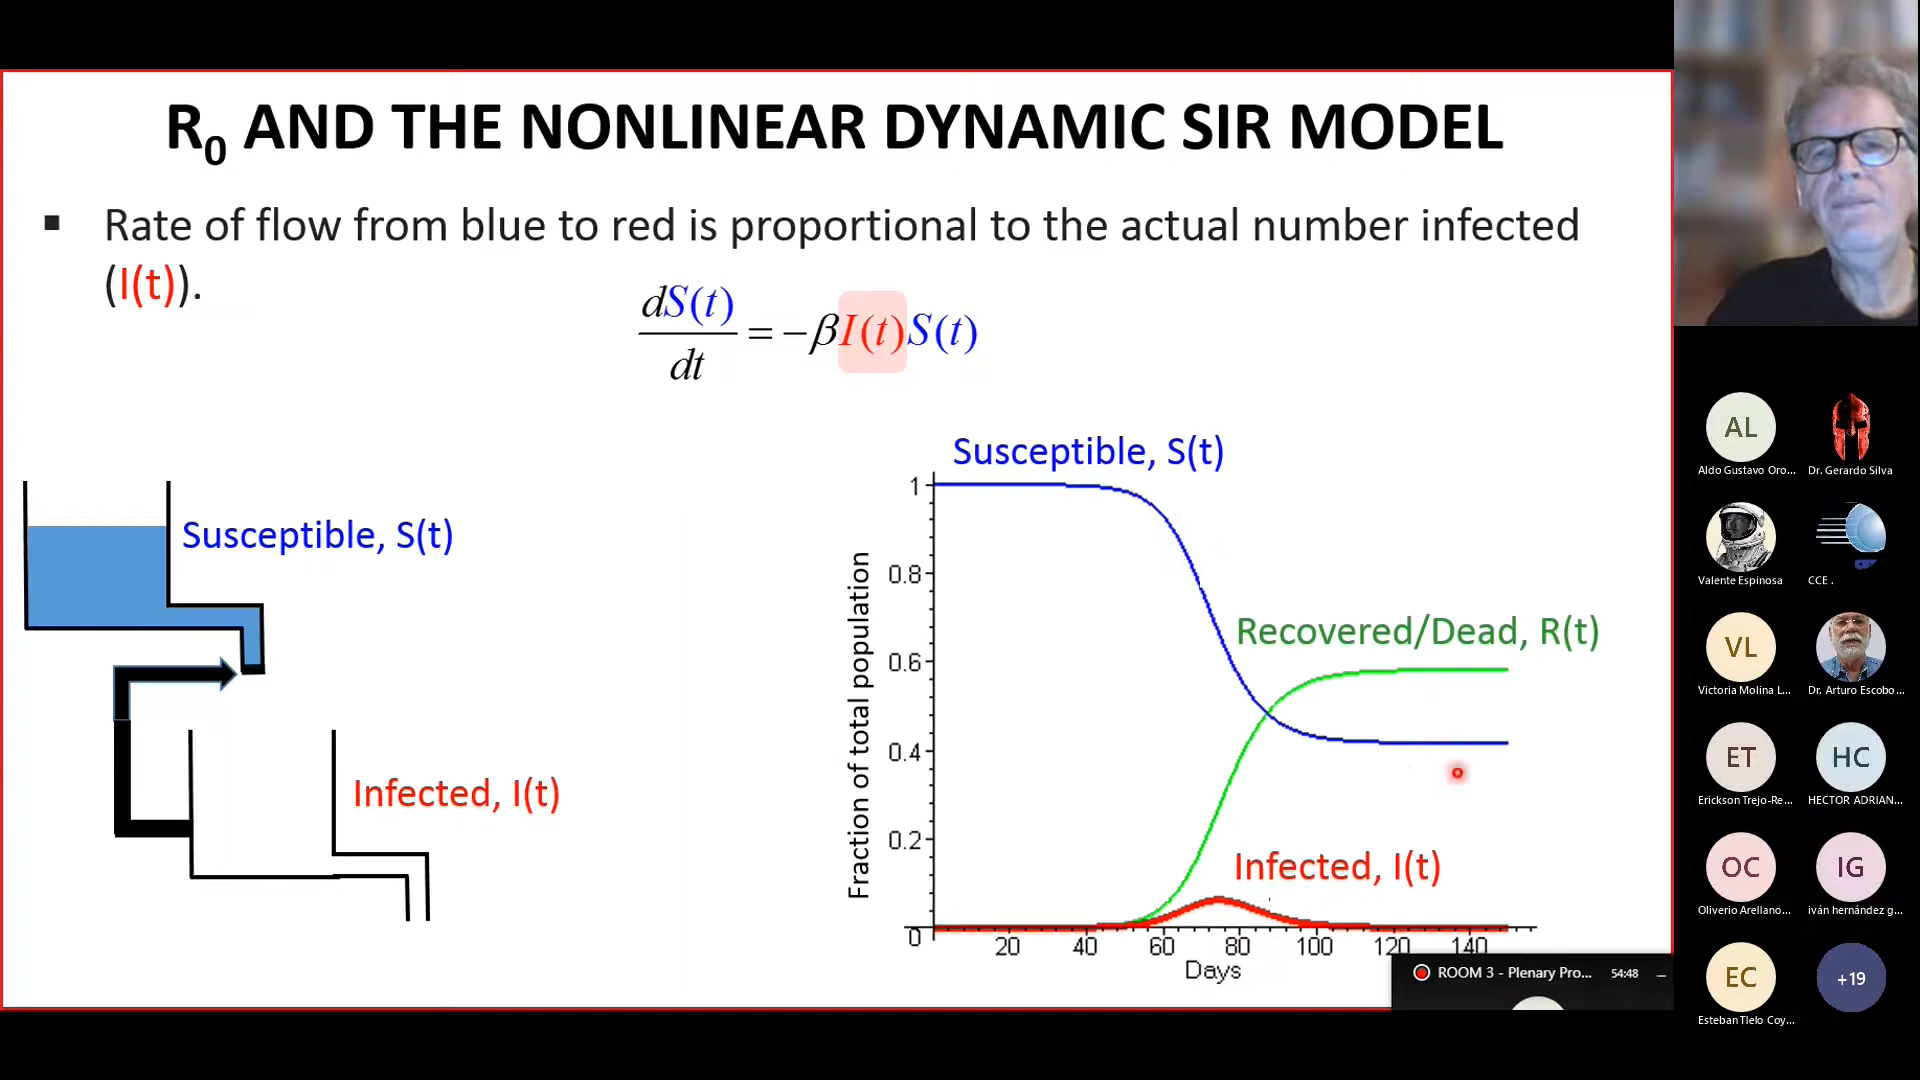 R0 AND THE NONLINEAR DYNAMIC SIR MODEL
▪ Rate of flow from blue to red is proportional to the actual number infected
(I(t)).
dS(t)/dt = −βI(t)S(t)
Susceptible, S(t)
Infected, I(t)
Susceptible, S(t)
Recovered/Dead, R(t)
Infected, I(t)
Fraction of total population
1
0.8
0.6
0.4
0.2
0
20 40 60 80 100 120 140
Days
ROOM 3 - Plenary Pro... 54:48
AL
Aldo Gustavo Oro... Dr. Gerardo Silva
Valente Espinosa CCE .
VL
Victoria Molina L... Dr. Arturo Escobo...
ET HC
Erickson Trejo-Re... HECTOR ADRIAN...
OC IG
Oliverio Arellano... iván hernández g...
EC +19
Esteban Tlelo Coy...